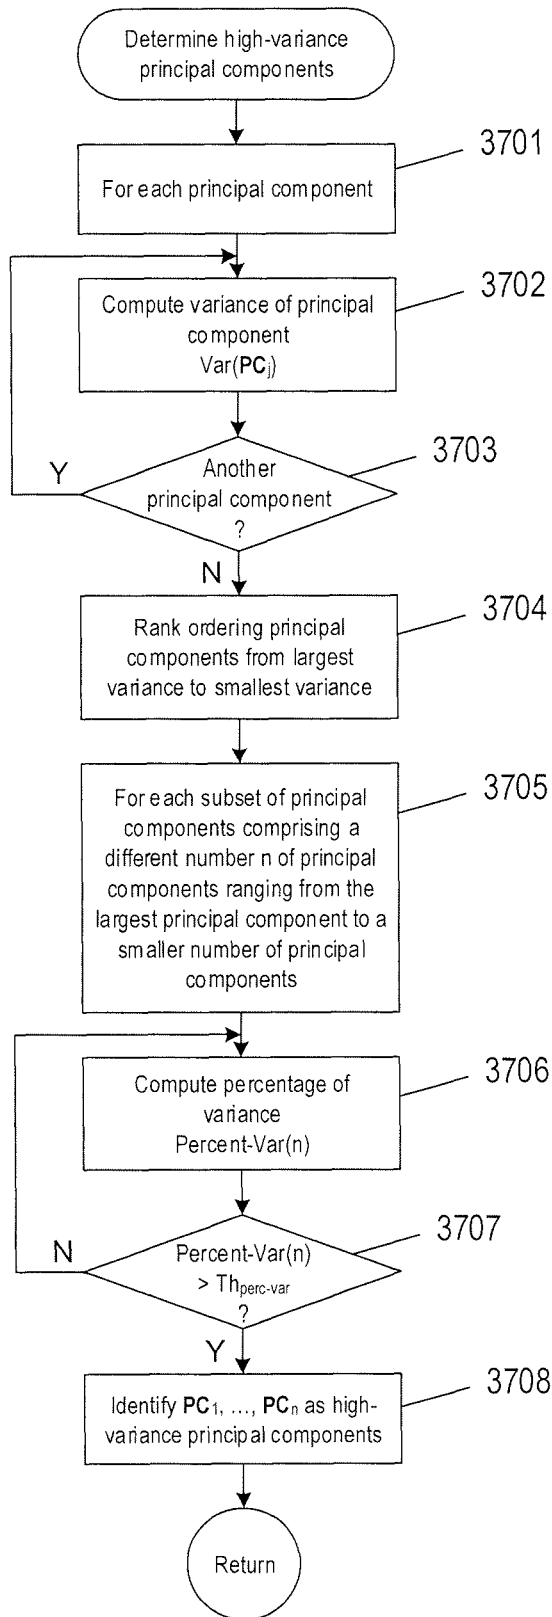 Determine high-variance
principal components
3701
For each principal component
3702
Compute variance of principal
component
Var(PCj)
3703
Another
principal component
?
Y
N
3704
Rank ordering principal
components from largest
variance to smallest variance
3705
For each subset of principal
components comprising a
different number n of principal
components ranging from the
largest principal component to a
smaller number of principal
components
3706
Compute percentage of
variance
Percent-Var(n)
3707
Percent-Var(n)
> Thperc-var
?
N
Y
3708
Identify PC1, ..., PCn as high-
variance principal components
Return